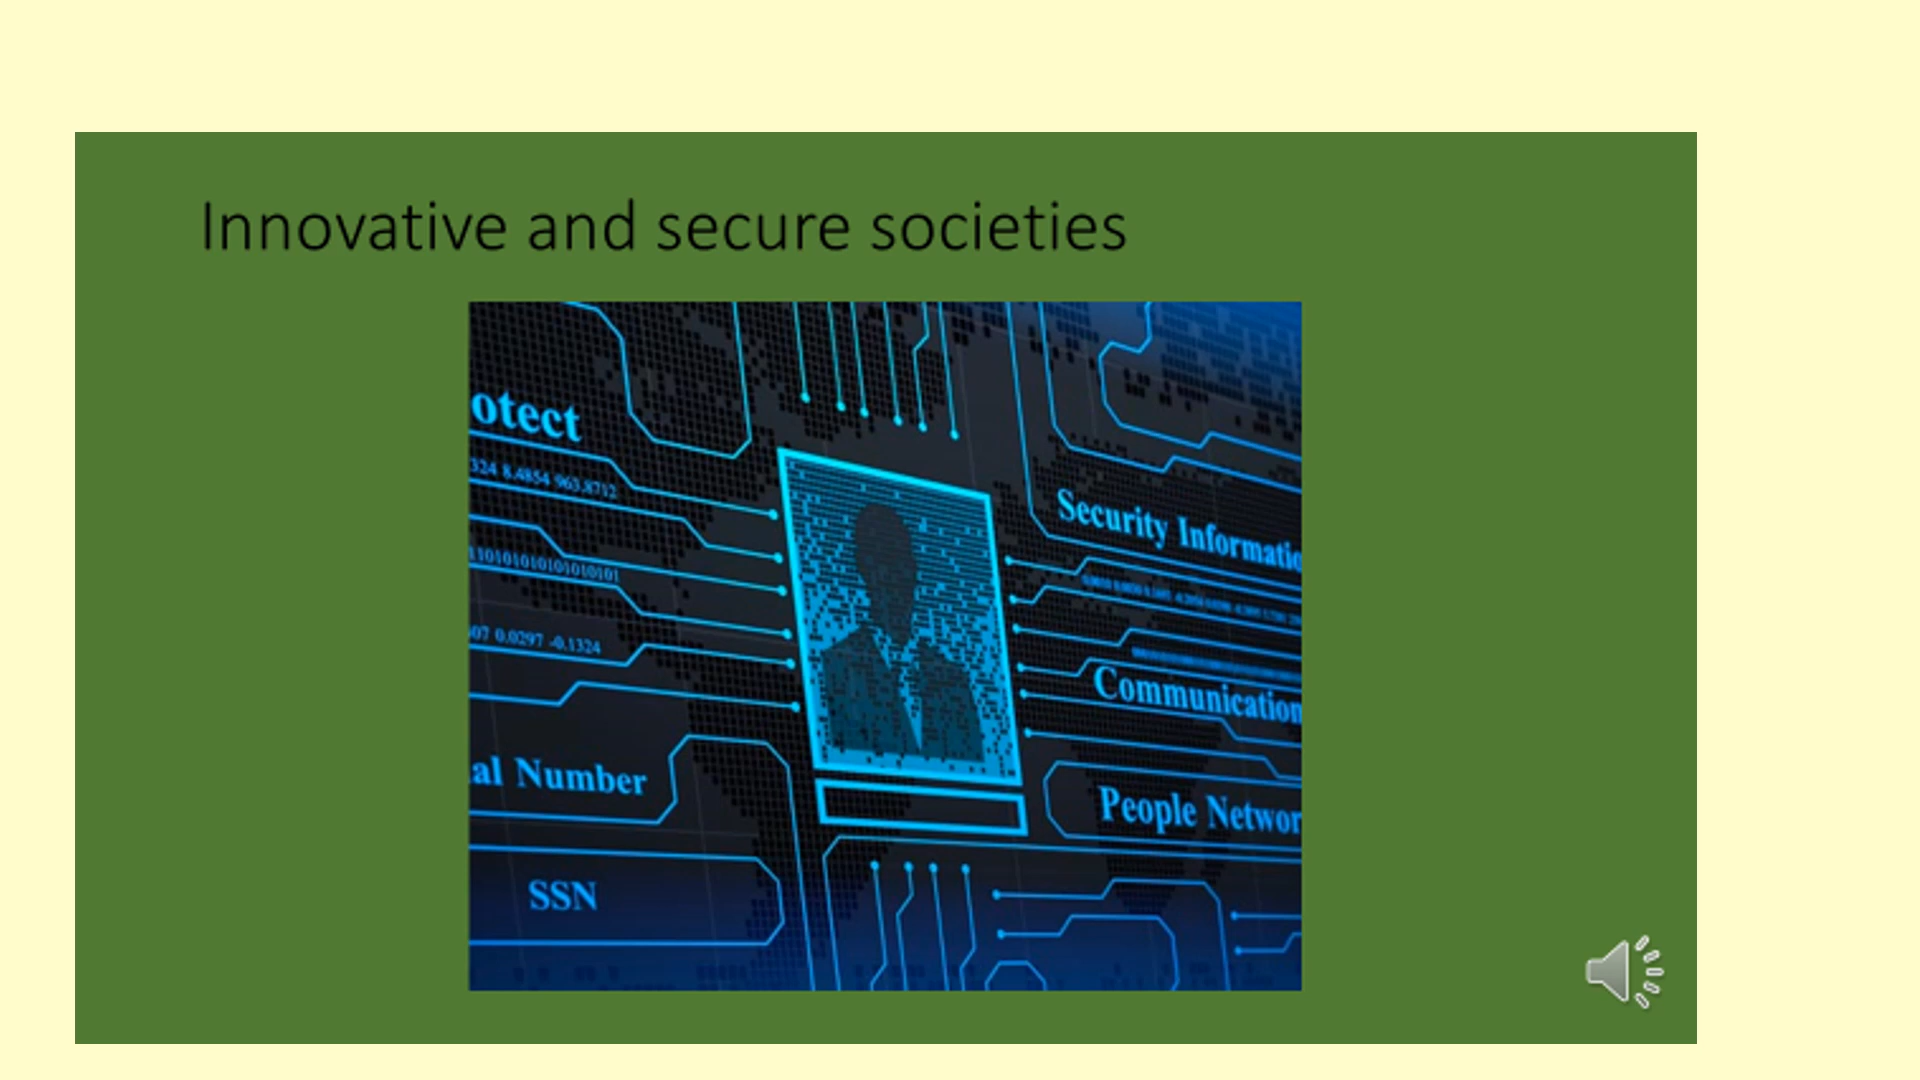 Innovative and secure societies
otect
324 8.4854 963.8712
1101010101010101010101
07 0.0297 -0.1324
al Number
SSN
Security Informatio
Communication
People Networ